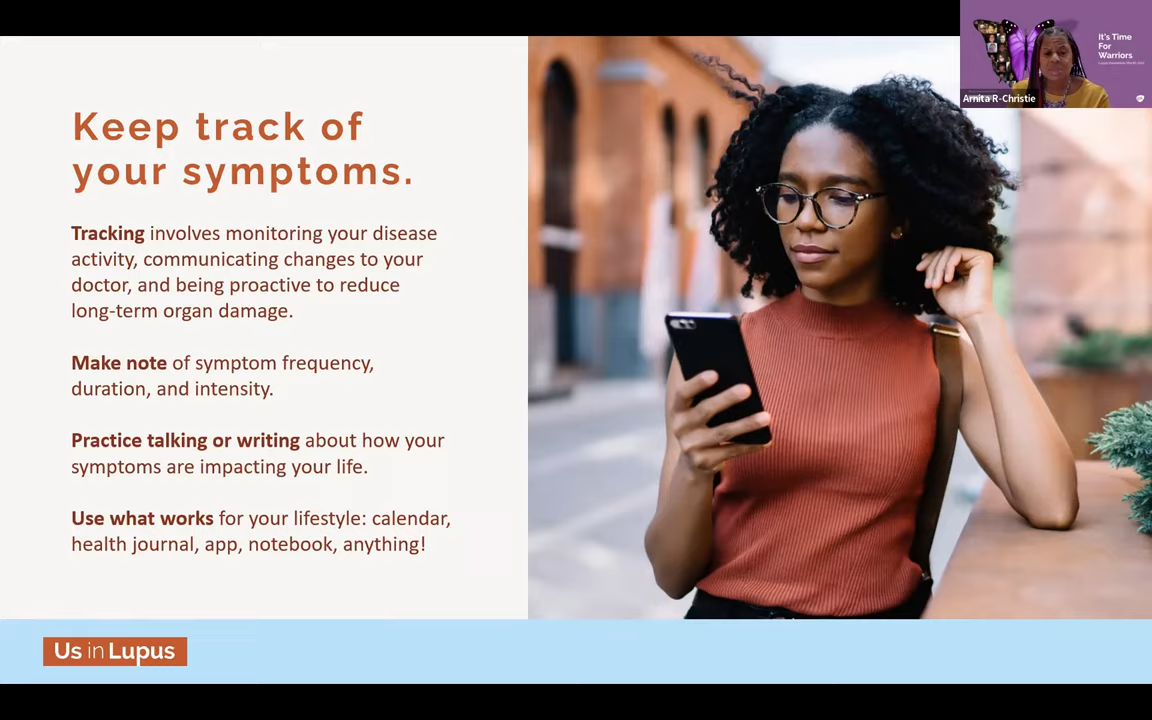 Keep track of
your symptoms.
Tracking involves monitoring your disease
activity, communicating changes to your
doctor, and being proactive to reduce
long-term organ damage.
Make note of symptom frequency,
duration, and intensity.
Practice talking or writing about how your
symptoms are impacting your life.
Use what works for your lifestyle: calendar,
health journal, app, notebook, anything!
Us in Lupus
It's Time
For
Warriors
Arnita R-Christie